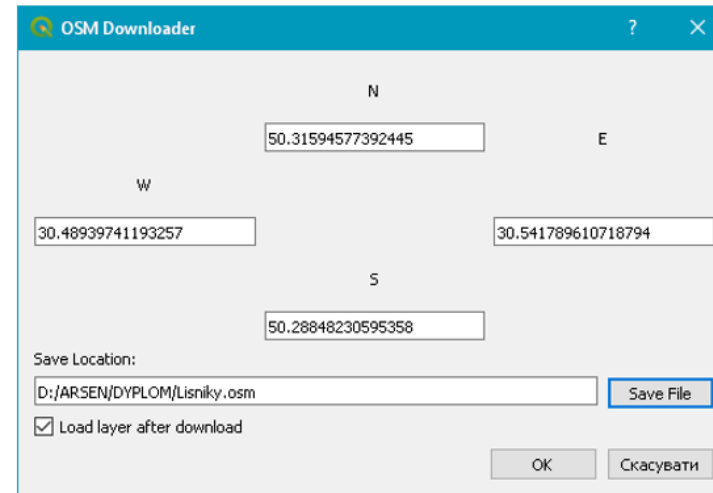 OSM Downloader ?
N
50.31594577392445 E
W
30.48939741193257 30.541789610718794
S
50.28848230595358
Save Location:
D:/ARSEN/DYPLOM/Lisniky.osm Save File
Load layer after download
OK Скасувати